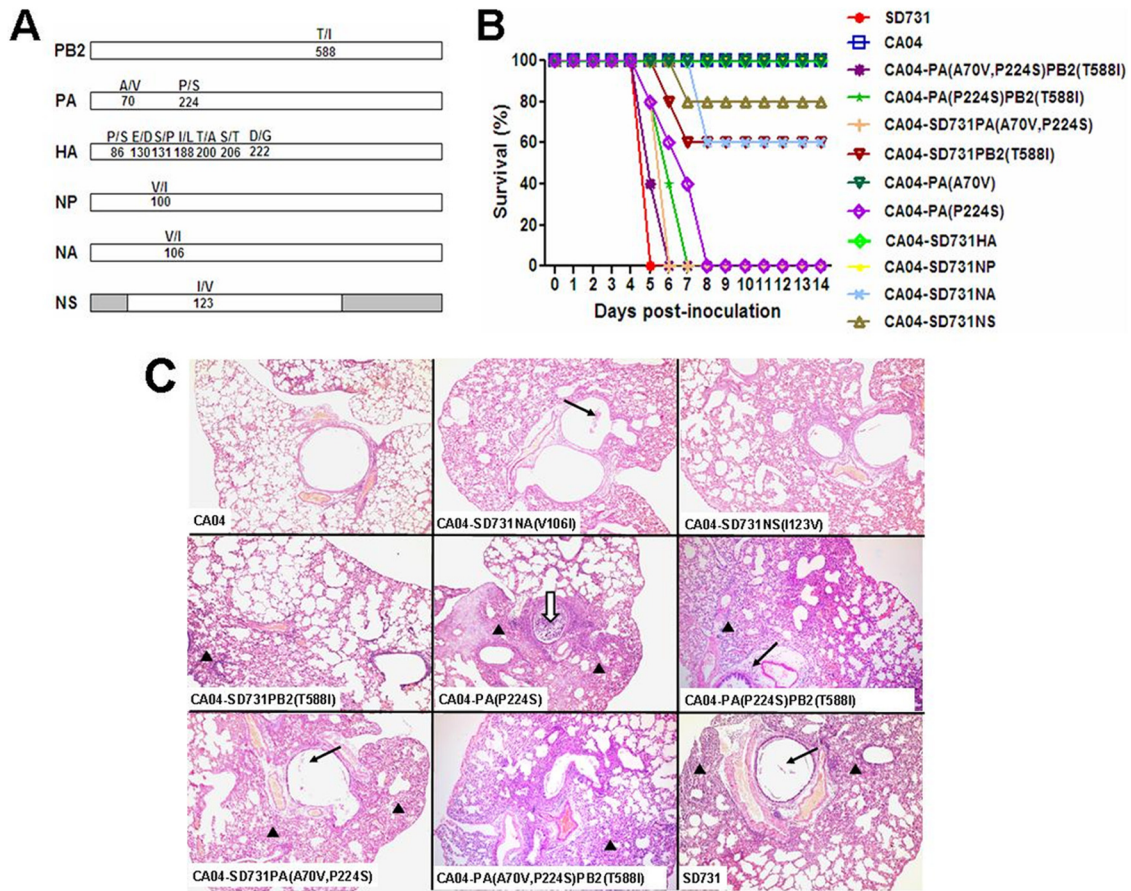 A
PB2
T/I
588
PA
A/V P/S
70 224
HA
P/S E/D S/P I/L T/A S/T D/G
86 130 131 188 200 206 222
NP
V/I
100
NA
V/I
106
NS
I/V
123
B
Survival (%)
100
80
60
40
20
0
0 1 2 3 4 5 6 7 8 9 10 11 12 13 14
Days post-inoculation
SD731
CA04
CA04-PA(A70V,P224S)PB2(T588I)
CA04-PA(P224S)PB2(T588I)
CA04-SD731PA(A70V,P224S)
CA04-SD731PB2(T588I)
CA04-PA(A70V)
CA04-PA(P224S)
CA04-SD731HA
CA04-SD731NP
CA04-SD731NA
CA04-SD731NS
C
CA04
CA04-SD731NA(V106I)
CA04-SD731NS(I123V)
CA04-SD731PB2(T588I)
CA04-PA(P224S)
CA04-PA(P224S)PB2(T588I)
CA04-SD731PA(A70V,P224S)
CA04-PA(A70V,P224S)PB2(T588I)
SD731